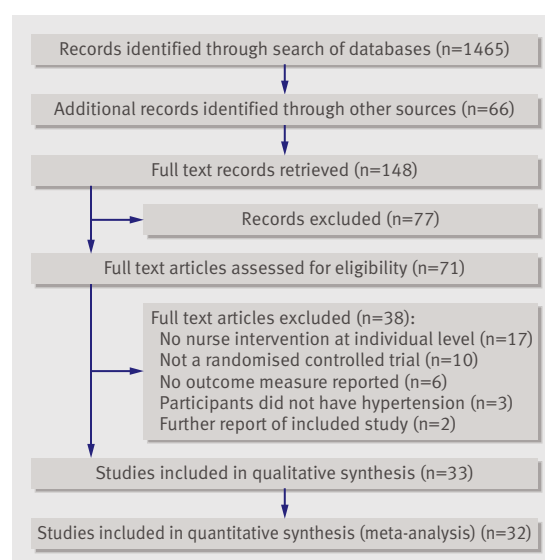 Records identified through search of databases (n=1465)
Additional records identified through other sources (n=66)
Full text records retrieved (n=148)
Records excluded (n=77)
Full text articles assessed for eligibility (n=71)
Full text articles excluded (n=38):
No nurse intervention at individual level (n=17)
Not a randomised controlled trial (n=10)
No outcome measure reported (n=6)
Participants did not have hypertension (n=3)
Further report of included study (n=2)
Studies included in qualitative synthesis (n=33)
Studies included in quantitative synthesis (meta-analysis) (n=32)